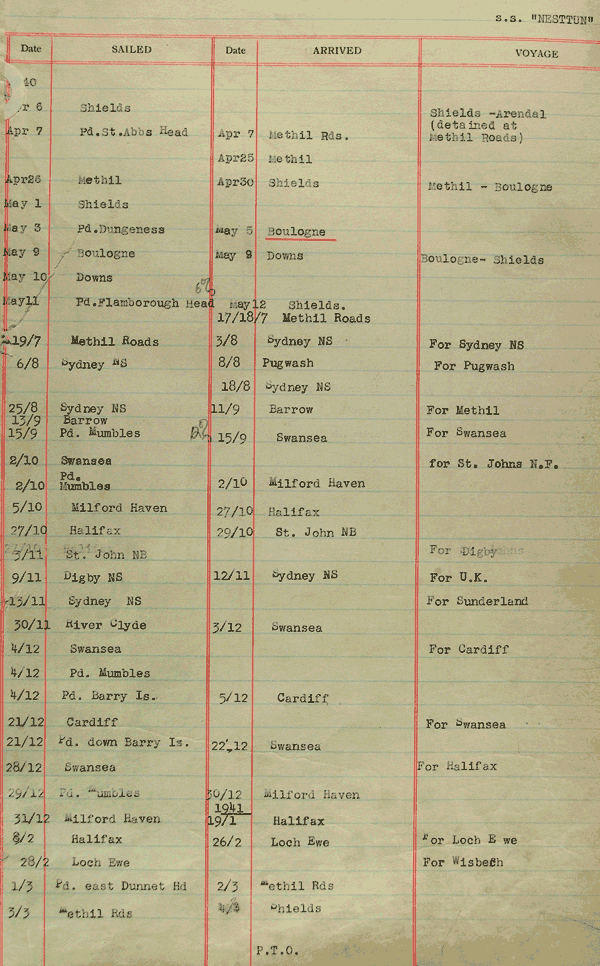 S.S. "NESTTUN"
Date SAILED Date ARRIVED VOYAGE
40
r 6 Shields Shields -Arendal
(detained at
Apr 7 Pd.St.Abbs Head Apr 7 Methil Rds. Methil Roads)
Apr25 Methil
Apr26 Methil Apr30 Shields Methil - Boulogne
May 1 Shields
May 3 Pd.Dungeness May 5 Boulogne
May 9 Boulogne May 9 Downs Boulogne- Shields
May 10 Downs
May11 Pd.Flamborough Head May12 Shields.
17/18/7 Methil Roads
19/7 Methil Roads 3/8 Sydney NS For Sydney NS
6/8 Sydney NS 8/8 Pugwash For Pugwash
18/8 Sydney NS
25/8 Sydney NS 11/9 Barrow For Methil
13/9 Barrow
15/9 Pd. Mumbles 15/9 Swansea For Swansea
2/10 Swansea for St. Johns N.F.
2/10 Pd. Mumbles 2/10 Milford Haven
5/10 Milford Haven 27/10 Halifax
27/10 Halifax 29/10 St. John NB
3/11 St. John NB For Digby
9/11 Digby NS 12/11 Sydney NS For U.K.
13/11 Sydney NS For Sunderland
30/11 River Clyde 3/12 Swansea
4/12 Swansea For Cardiff
4/12 Pd. Mumbles
4/12 Pd. Barry Is. 5/12 Cardiff
21/12 Cardiff For Swansea
21/12 Pd. down Barry Is. 22/12 Swansea
28/12 Swansea For Halifax
29/12 Pd. Mumbles 30/12 Milford Haven
1941
31/12 Milford Haven 19/1 Halifax
8/2 Halifax 26/2 Loch Ewe For Loch E we
28/2 Loch Ewe For Wisbech
1/3 Pd. east Dunnet Hd 2/3 Methil Rds
3/3 Methil Rds 4/3 Shields
P.T.O.